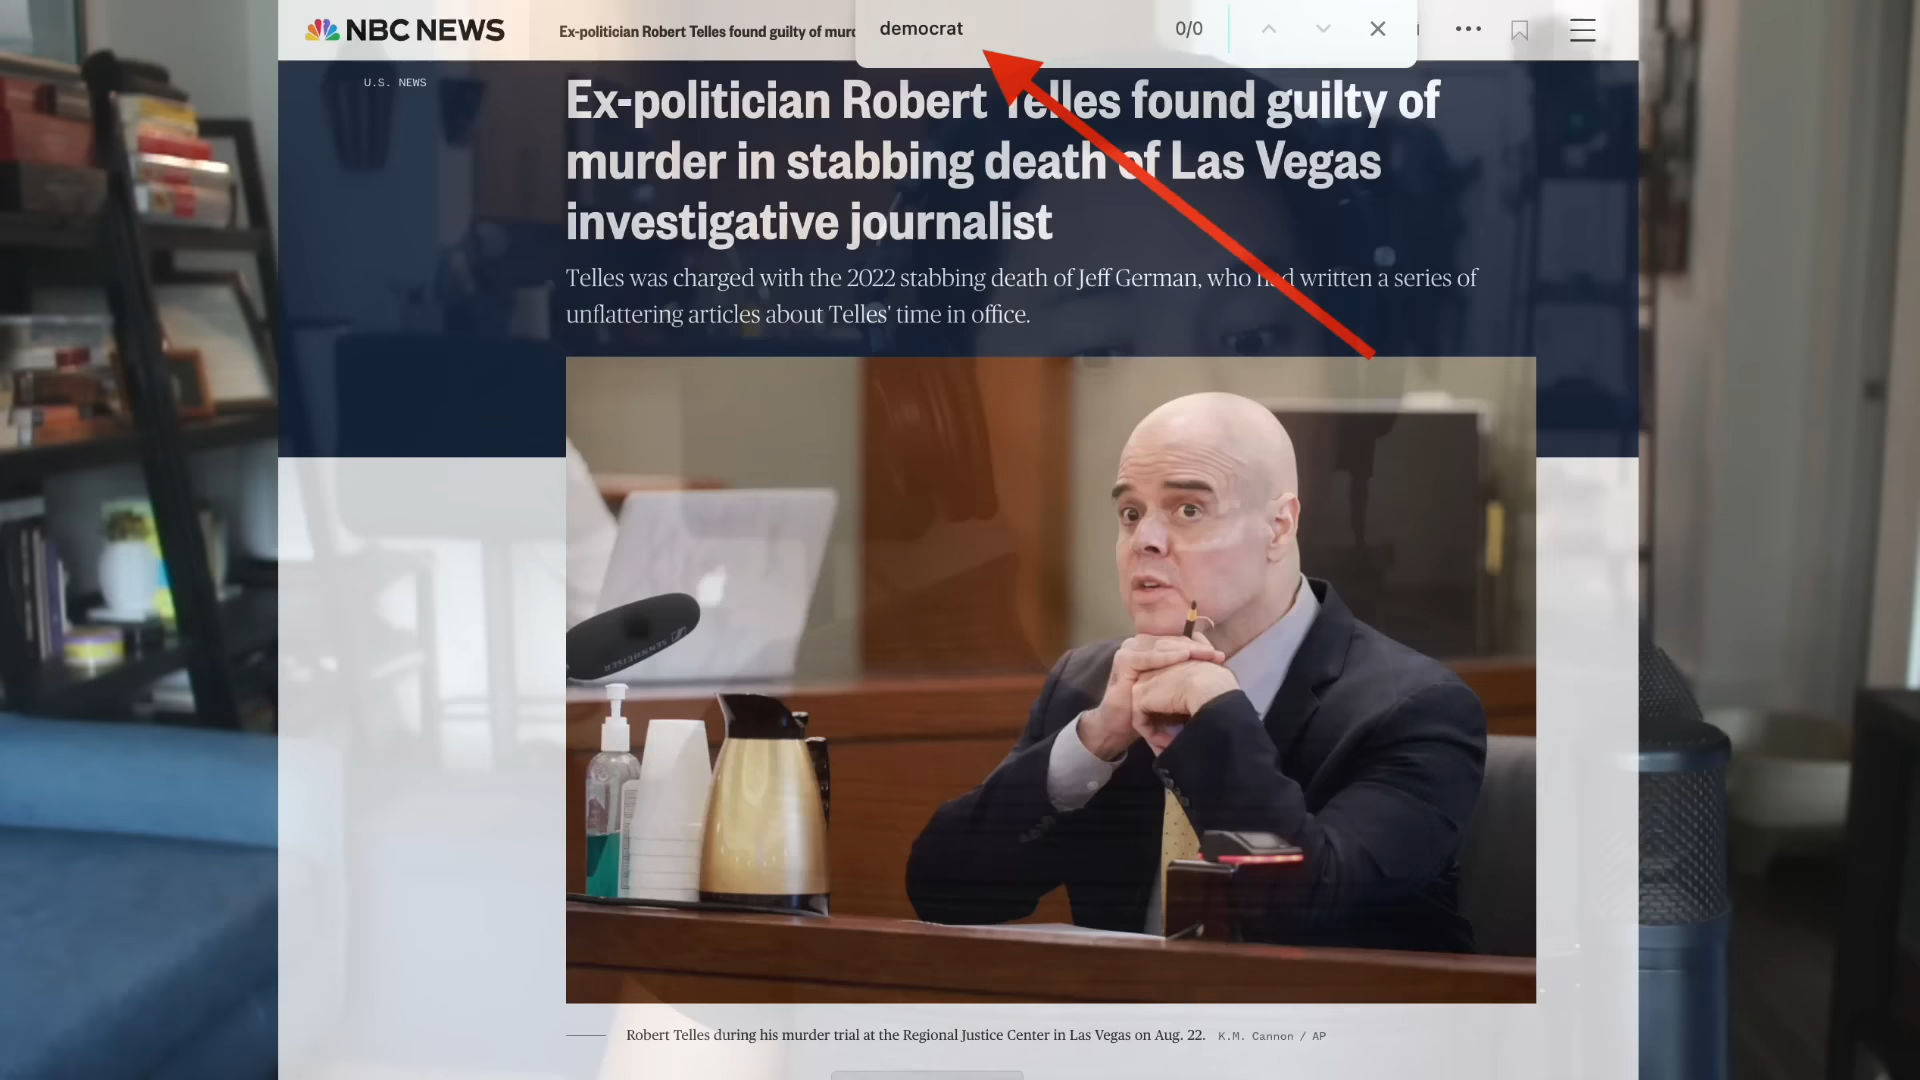 NBC NEWS
Ex-politician Robert Telles found guilty of murd
democrat
0/0
U.S. NEWS
Ex-politician Robert Telles found guilty of
murder in stabbing death of Las Vegas
investigative journalist
Telles was charged with the 2022 stabbing death of Jeff German, who had written a series of
unflattering articles about Telles' time in office.
SENNHEISER
Robert Telles during his murder trial at the Regional Justice Center in Las Vegas on Aug. 22. K.M. Cannon / AP